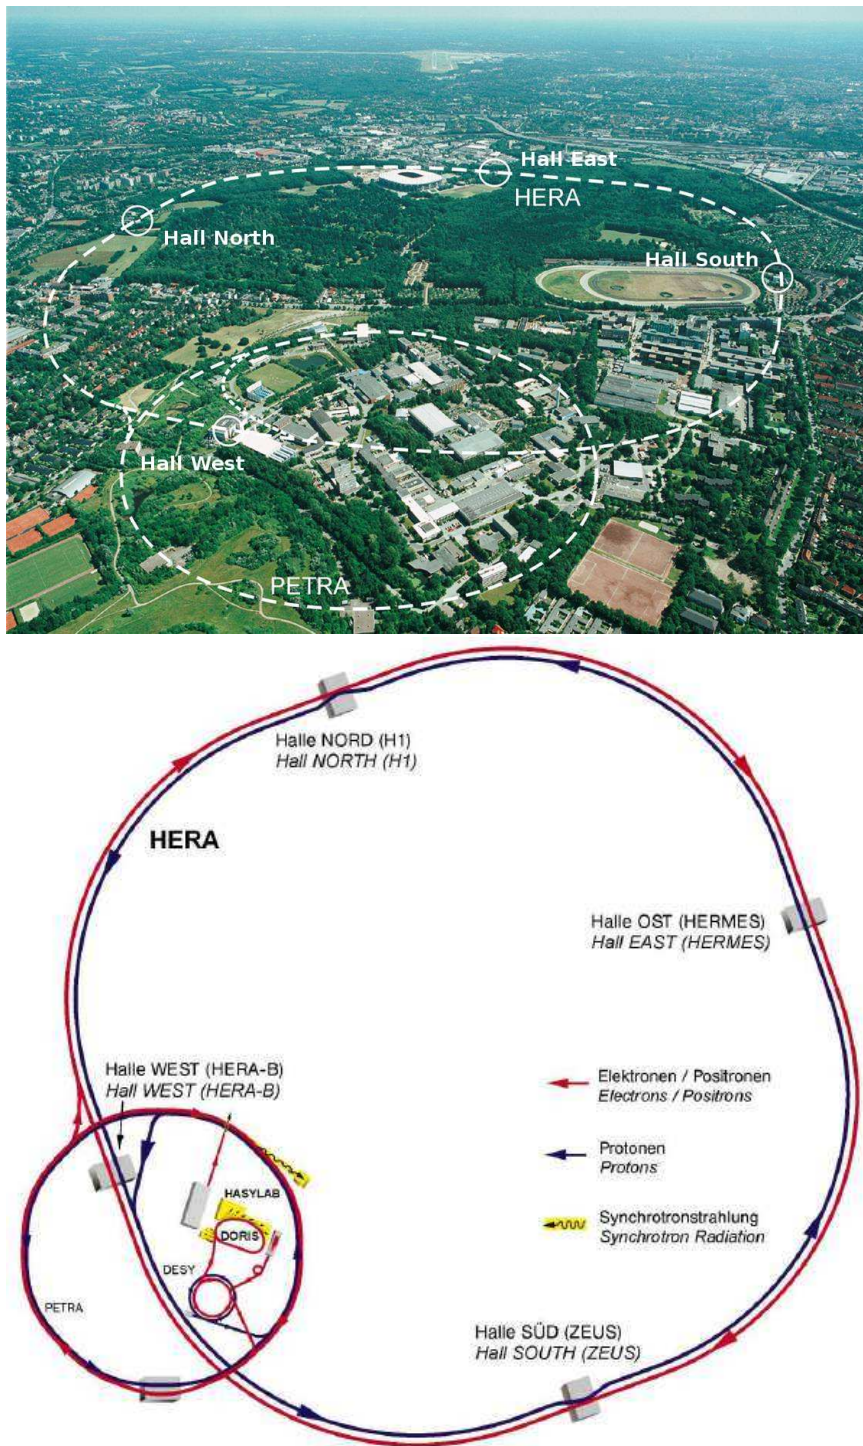 Hall East
HERA
Hall North
Hall South
Hall West
PETRA
Halle NORD (H1)
Hall NORTH (H1)
HERA
Halle OST (HERMES)
Hall EAST (HERMES)
Halle WEST (HERA-B)
Hall WEST (HERA-B)
Elektronen / Positronen
Electrons / Positrons
Protonen
Protons
HASYLAB
Synchrotronstrahlung
Synchrotron Radiation
DORIS
DESY
PETRA
Halle SÜD (ZEUS)
Hall SOUTH (ZEUS)